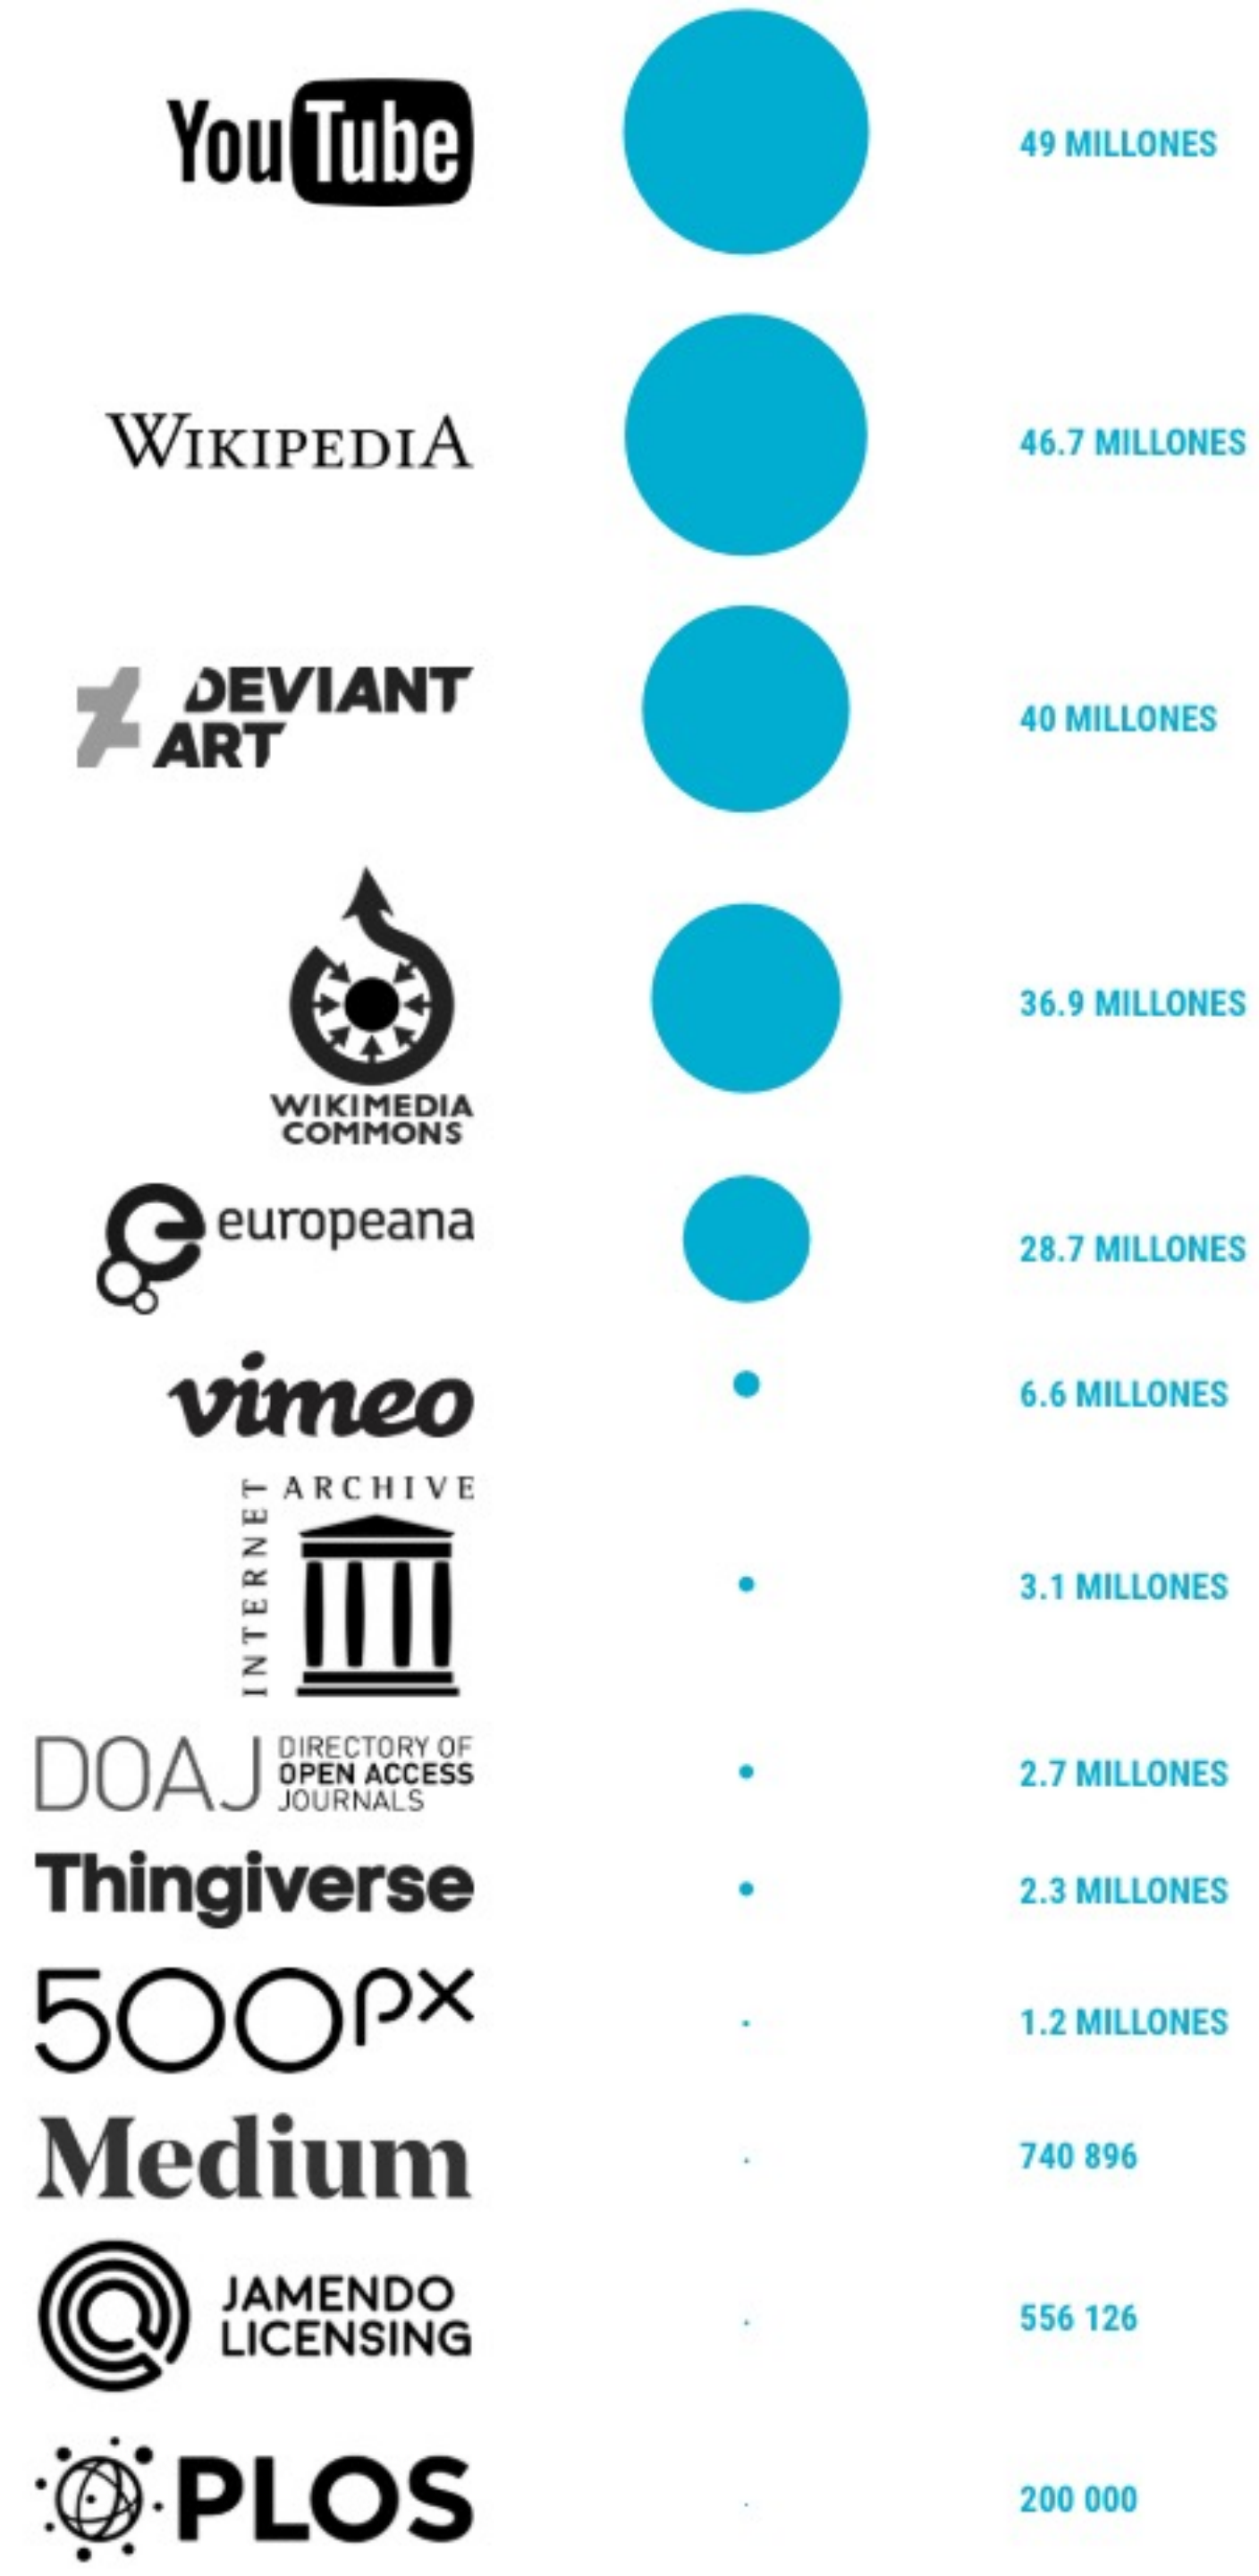 YouTube
49 MILLONES
WIKIPEDIA
46.7 MILLONES
DEVIANT
ART
40 MILLONES
36.9 MILLONES
WIKIMEDIA
COMMONS
europeana
28.7 MILLONES
vimeo
6.6 MILLONES
INTERNET
ARCHIVE
3.1 MILLONES
DOAJ
DIRECTORY OF
OPEN ACCESS
JOURNALS
2.7 MILLONES
Thingiverse
2.3 MILLONES
500px
1.2 MILLONES
Medium
740 896
JAMENDO
LICENSING
556 126
PLOS
200 000